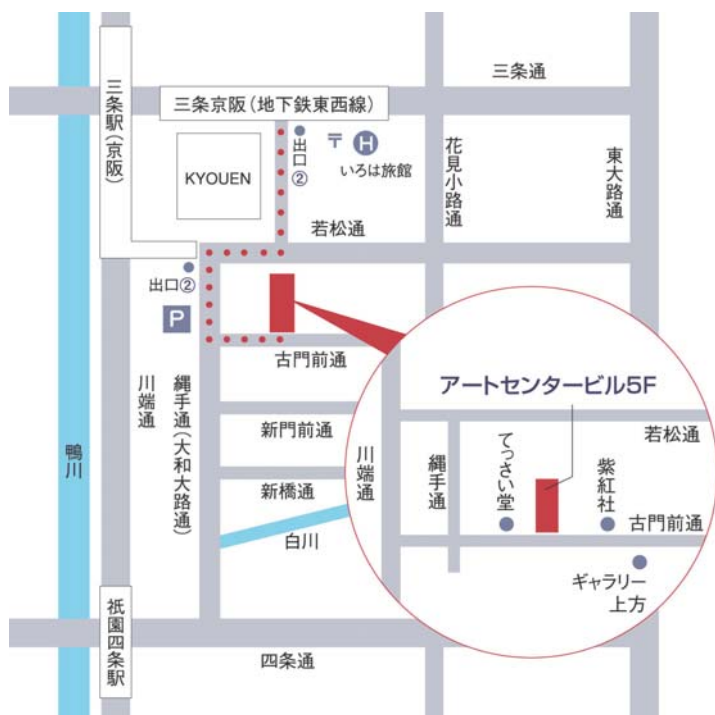 三条通
三条駅(京阪)
三条京阪(地下鉄東西線)
出口②
〒
H
いろは旅館
KYOUEN
花見小路通
東大路通
若松通
出口②
P
古門前通
川端通
縄手通(大和大路通)
新門前通
新橋通
白川
鴨川
祇園四条駅
四条通
アートセンタービル5F
若松通
川端通
縄手通
てっさい堂
紫紅社
古門前通
ギャラリー
上方